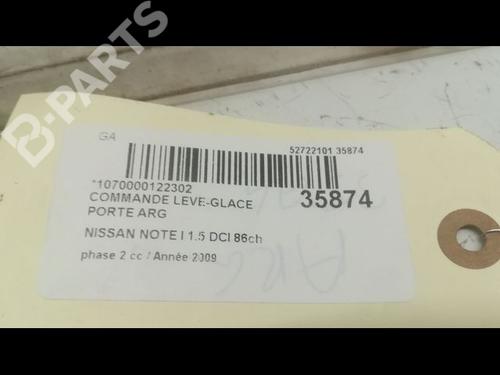 B-PARTS
GA
52722101 35874
*1070000122302
COMMANDE LEVE-GLACE
PORTE ARG
35874
NISSAN NOTE I 1.5 DCI 86ch
phase 2 cc / Année 2009
ARG